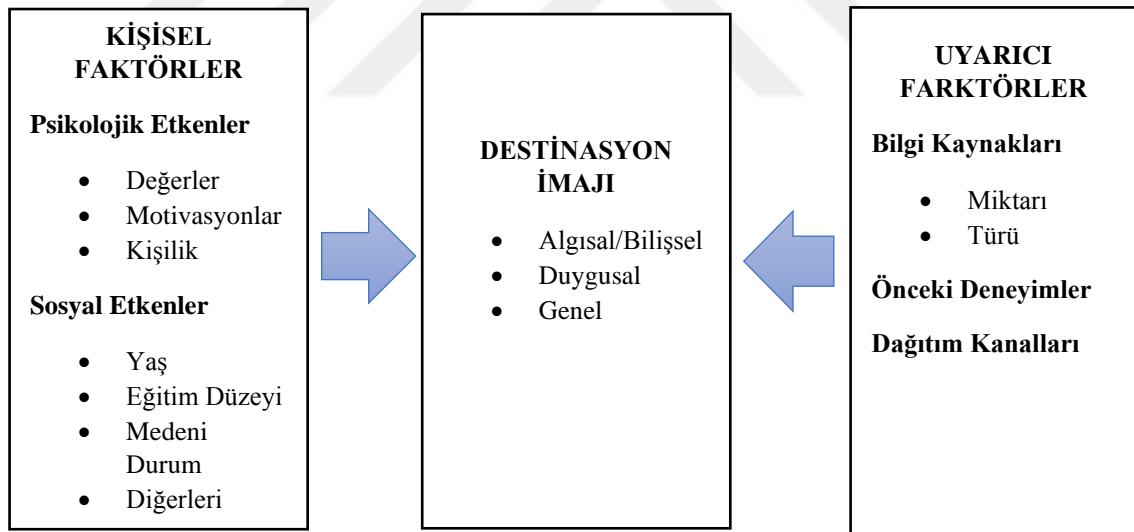 KİŞİSEL
FAKTÖRLER
Psikolojik Etkenler
• Değerler
• Motivasyonlar
• Kişilik
Sosyal Etkenler
• Yaş
• Eğitim Düzeyi
• Medeni
Durum
• Diğerleri
DESTİNASYON
İMAJI
• Algısal/Bilişsel
• Duygusal
• Genel
UYARICI
FARKTÖRLER
Bilgi Kaynakları
• Miktarı
• Türü
Önceki Deneyimler
Dağıtım Kanalları